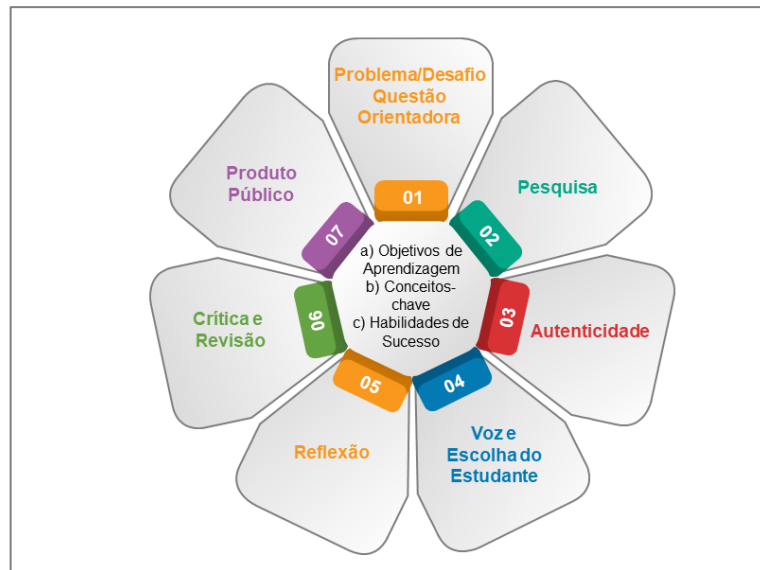 Problema/Desafio
Questão
Orientadora
01
Pesquisa
02
Autenticidade
03
Voz e
Escolha do
Estudante
04
Reflexão
05
Crítica e
Revisão
06
Produto
Público
07
a) Objetivos de
Aprendizagem
b) Conceitos-
chave
c) Habilidades de
Sucesso